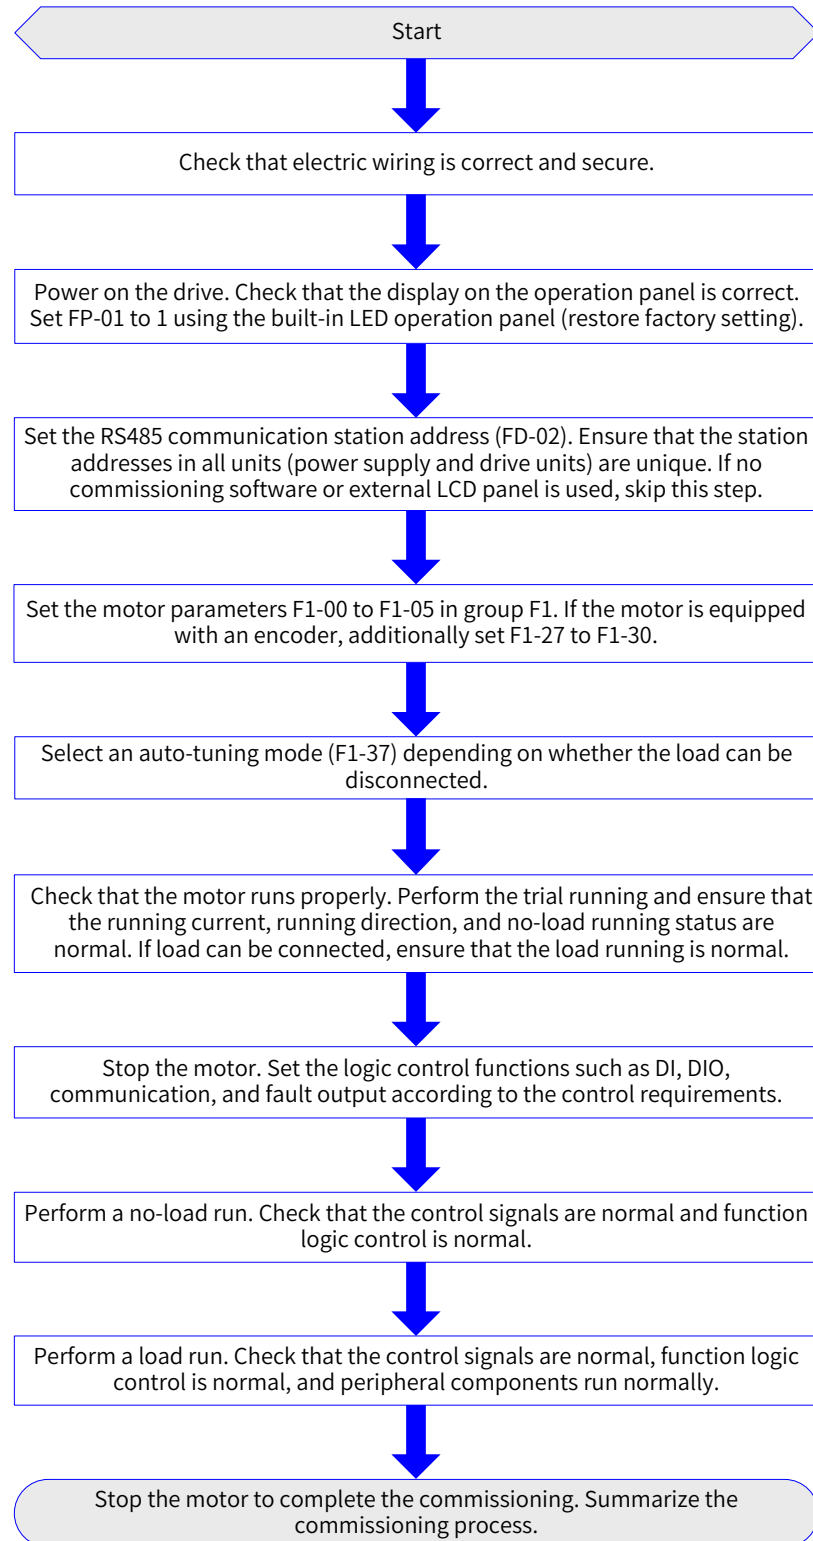 Start
Check that electric wiring is correct and secure.
Power on the drive. Check that the display on the operation panel is correct.
Set FP-01 to 1 using the built-in LED operation panel (restore factory setting).
Set the RS485 communication station address (FD-02). Ensure that the station
addresses in all units (power supply and drive units) are unique. If no
commissioning software or external LCD panel is used, skip this step.
Set the motor parameters F1-00 to F1-05 in group F1. If the motor is equipped
with an encoder, additionally set F1-27 to F1-30.
Select an auto-tuning mode (F1-37) depending on whether the load can be
disconnected.
Check that the motor runs properly. Perform the trial running and ensure that
the running current, running direction, and no-load running status are
normal. If load can be connected, ensure that the load running is normal.
Stop the motor. Set the logic control functions such as DI, DIO,
communication, and fault output according to the control requirements.
Perform a no-load run. Check that the control signals are normal and function
logic control is normal.
Perform a load run. Check that the control signals are normal, function logic
control is normal, and peripheral components run normally.
Stop the motor to complete the commissioning. Summarize the
commissioning process.